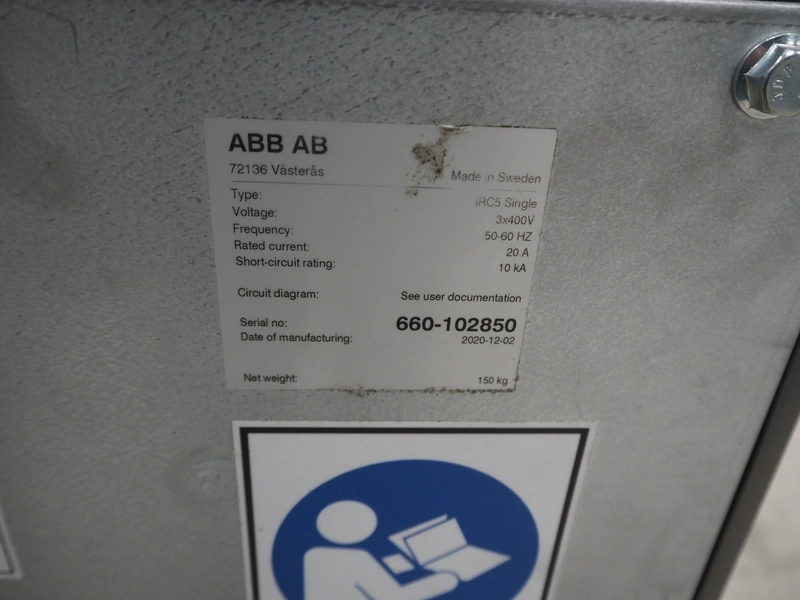 ABB AB
72136 Västerås
Made in Sweden
Type: IRC5 Single
Voltage: 3x400V
Frequency: 50-60 HZ
Rated current: 20 A
Short-circuit rating: 10 kA
Circuit diagram: See user documentation
Serial no: 660-102850
Date of manufacturing: 2020-12-02
Net weight: 150 kg